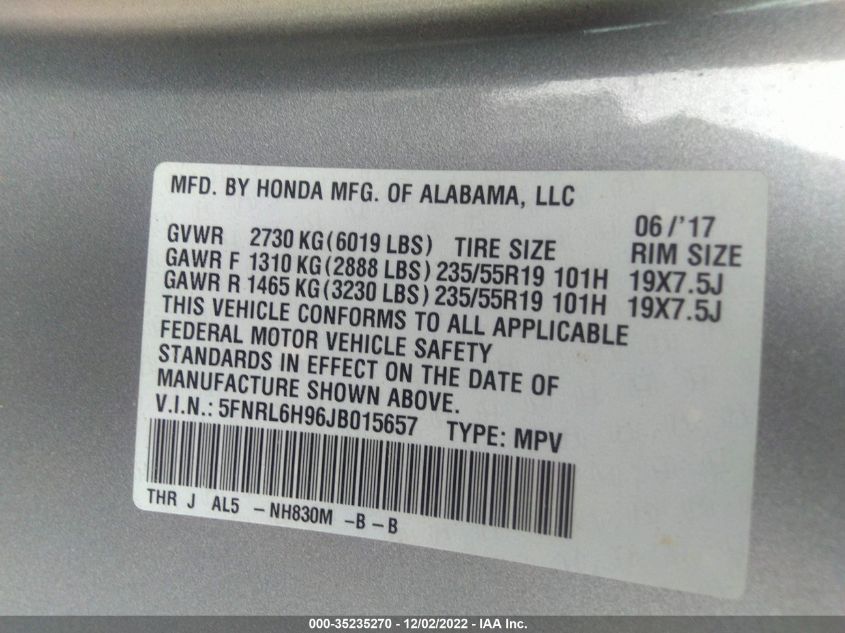 MFD. BY HONDA MFG. OF ALABAMA, LLC
06/'17
GVWR 2730 KG(6019 LBS) TIRE SIZE RIM SIZE
GAWR F 1310 KG(2888 LBS) 235/55R19 101H 19X7.5J
GAWR R 1465 KG(3230 LBS) 235/55R19 101H 19X7.5J
THIS VEHICLE CONFORMS TO ALL APPLICABLE
FEDERAL MOTOR VEHICLE SAFETY
STANDARDS IN EFFECT ON THE DATE OF
MANUFACTURE SHOWN ABOVE.
V.I.N.: 5FNRL6H96JB015657 TYPE: MPV
THR J AL5 -NH830M -B-B
000-35235270 - 12/02/2022 - IAA Inc.